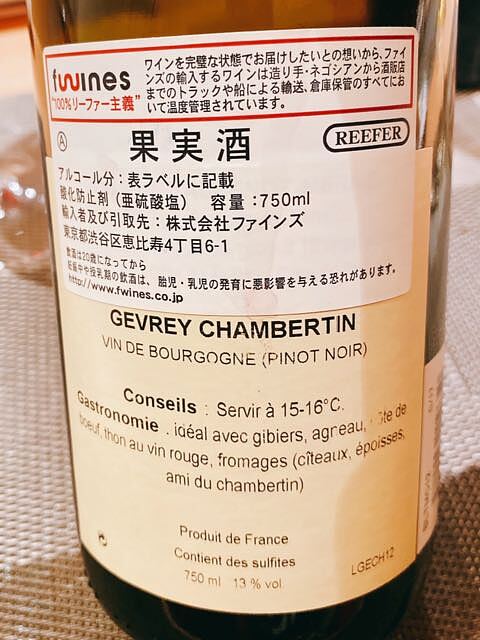 fwines
"100%リーファー主義"
ワインを完璧な状態でお届けしたいとの想いから、ファイ
ンズの輸入するワインは造り手・ネゴシアンから酒販店
までのトラックや船による輸送、倉庫保管のすべてにお
いて温度管理されています。
Ⓐ
果実酒
REEFER
アルコール分：表ラベルに記載
酸化防止剤（亜硫酸塩） 容量：750ml
輸入者及び引取先：株式会社ファインズ
東京都渋谷区恵比寿4丁目6-1
飲酒は20歳になってから
妊娠中や授乳期の飲酒は、胎児・乳児の発育に悪影響を与える恐れがあります。
http://www.fwines.co.jp
GEVREY CHAMBERTIN
VIN DE BOURGOGNE (PINOT NOIR)
Conseils : Servir à 15-16°C.
Gastronomie : idéal avec gibiers, agneau, de
boeuf, thon au vin rouge, fromages (cîteaux, époisses,
ami du chambertin)
Produit de France
Contient des sulfites
750 ml 13 % vol.
LGECH12